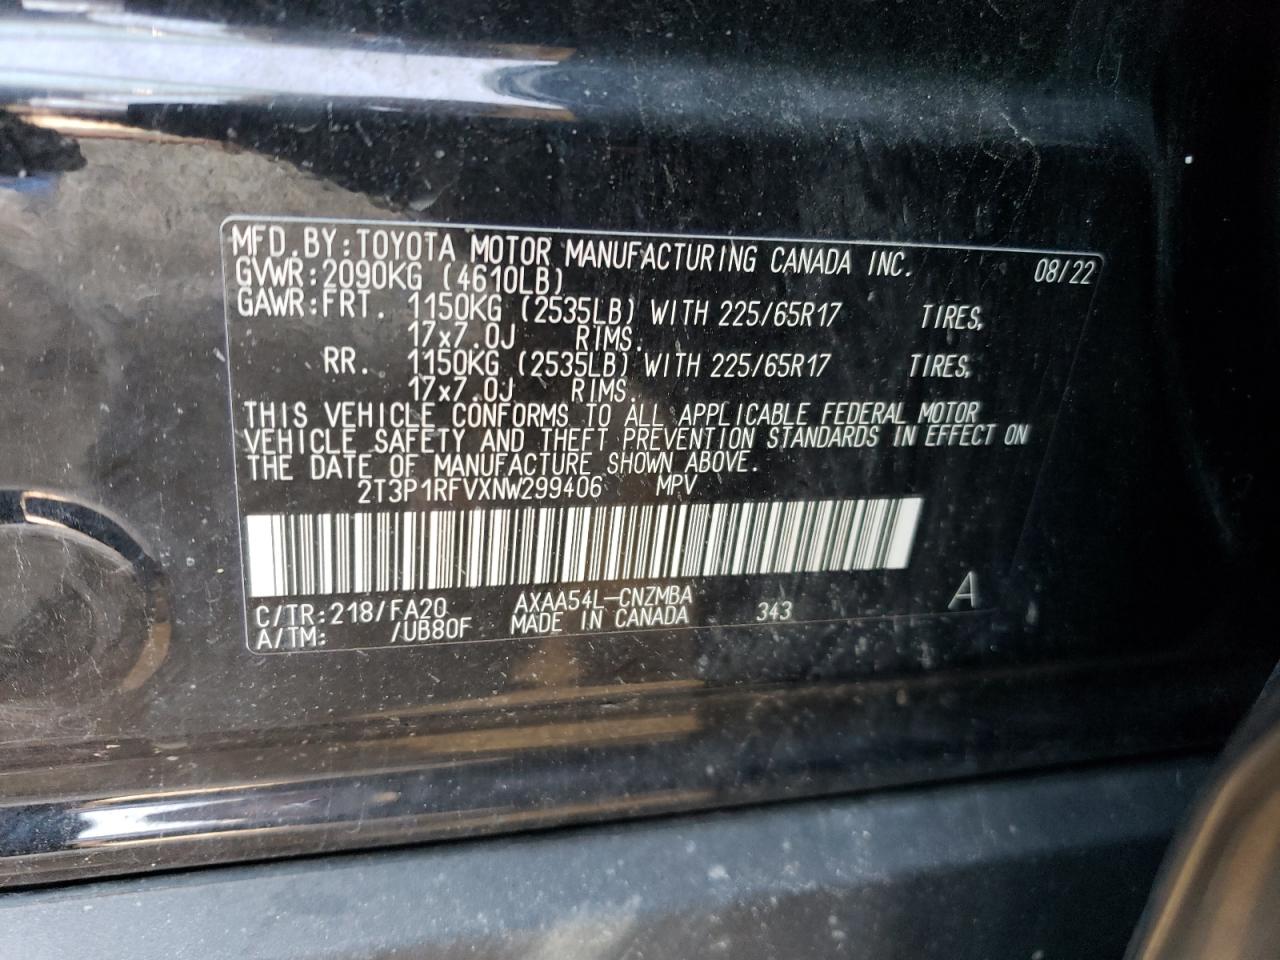 MFD.BY:TOYOTA MOTOR MANUFACTURING CANADA INC. 08/22
GVWR:2090KG (4610LB)
GAWR:FRT. 1150KG (2535LB) WITH 225/65R17 TIRES,
17x7.0J RIMS.
RR. 1150KG (2535LB) WITH 225/65R17 TIRES,
17x7.0J RIMS.
THIS VEHICLE CONFORMS TO ALL APPLICABLE FEDERAL MOTOR
VEHICLE SAFETY AND THEFT PREVENTION STANDARDS IN EFFECT ON
THE DATE OF MANUFACTURE SHOWN ABOVE.
2T3P1RFVXNW299406 MPV
C/TR:218/FA20 AXAA54L-CNZMBA 343 A
A/TM: /UB80F MADE IN CANADA